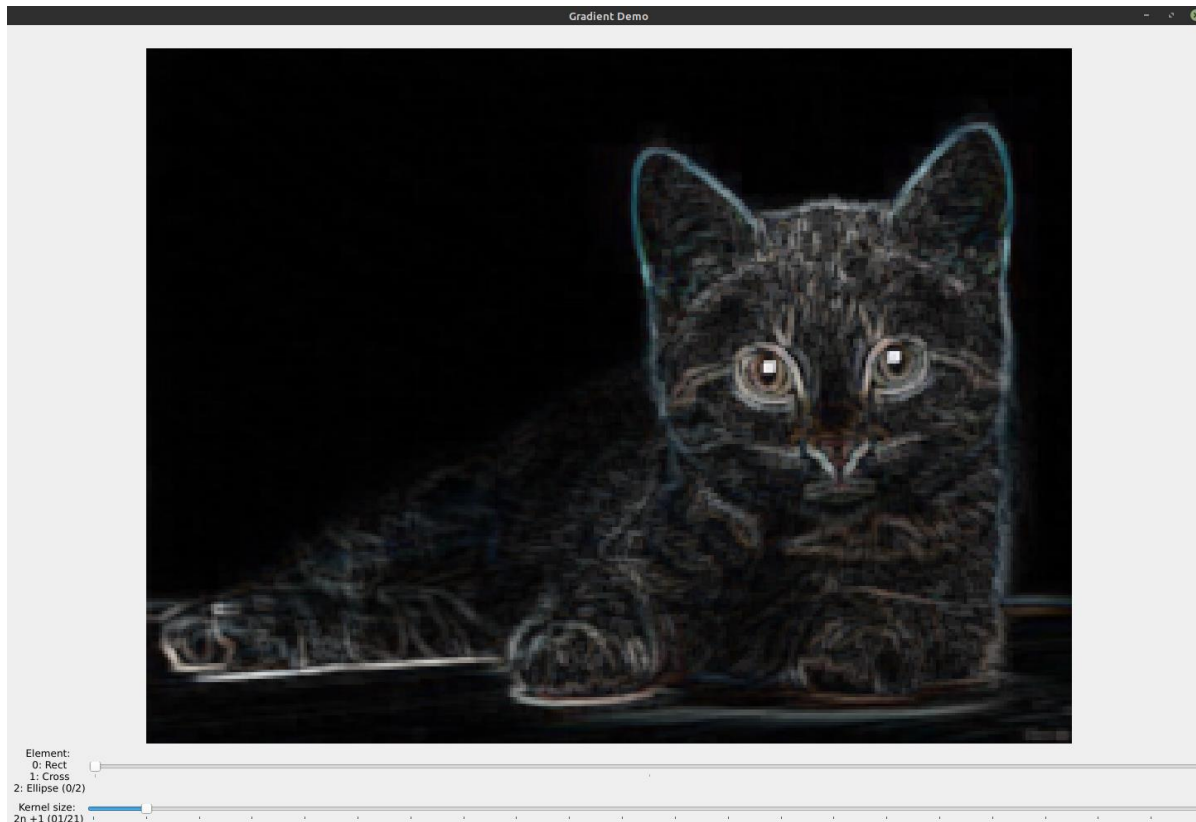 Gradient Demo
Element:
0: Rect
1: Cross
2: Ellipse (0/2)
Kernel size:
2n +1 (01/21)